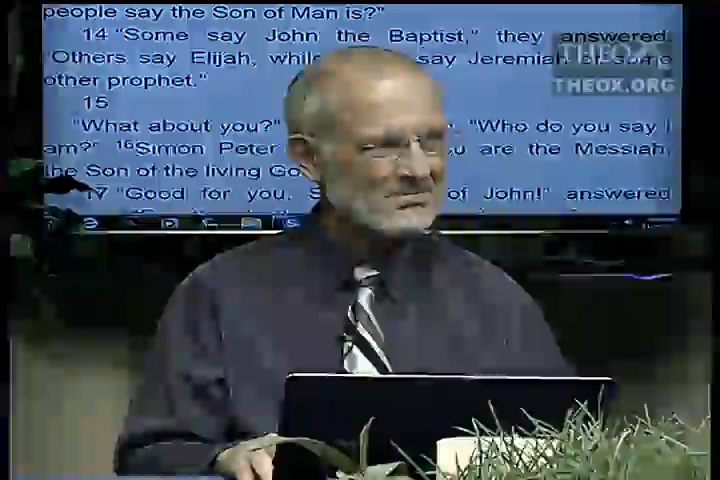 people say the Son of Man is?"
14 "Some say John the Baptist," they answered.
"Others say Elijah, while say Jeremiah or some
other prophet."
15
"What about you?" "Who do you say I
am?" 16Simon Peter are the Messiah,
the Son of the living
17 "Good for you, of John!" answered
THEOX
THEOX.ORG